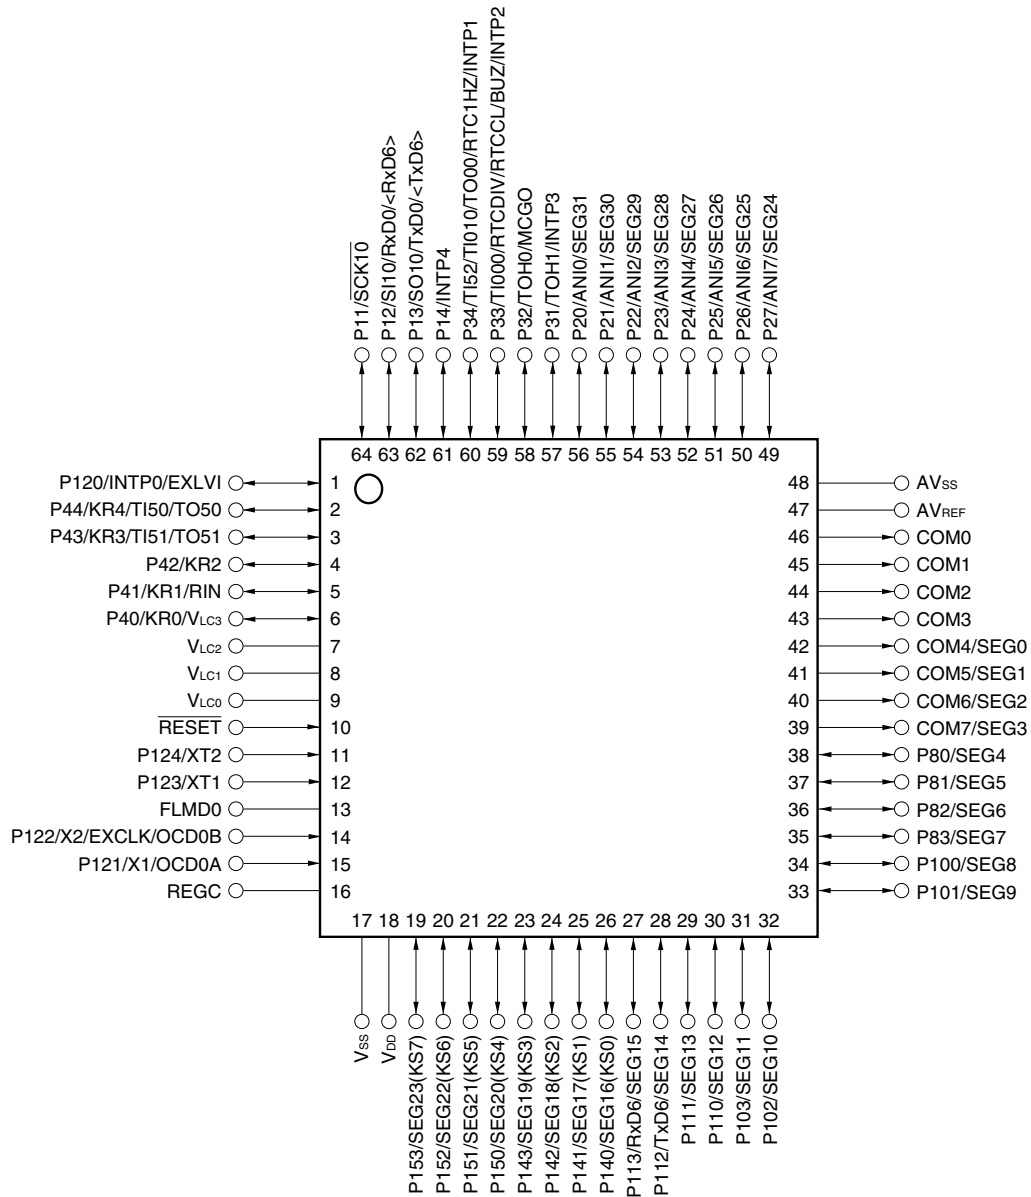 P11/SCK10
P12/SI10/RxD0/<RxD6>
P13/SO10/TxD0/<TxD6>
P14/INTP4
P34/TI52/TI010/TO00/RTC1HZ/INTP1
P33/TI000/RTCDIV/RTCCL/BUZ/INTP2
P32/TOH0/MCGO
P31/TOH1/INTP3
P20/ANI0/SEG31
P21/ANI1/SEG30
P22/ANI2/SEG29
P23/ANI3/SEG28
P24/ANI4/SEG27
P25/ANI5/SEG26
P26/ANI6/SEG25
P27/ANI7/SEG24
64 63 62 61 60 59 58 57 56 55 54 53 52 51 50 49
P120/INTP0/EXLVI 1
P44/KR4/TI50/TO50 2
P43/KR3/TI51/TO51 3
P42/KR2 4
P41/KR1/RIN 5
P40/KR0/VLC3 6
VLC2 7
VLC1 8
VLC0 9
RESET 10
P124/XT2 11
P123/XT1 12
FLMD0 13
P122/X2/EXCLK/OCD0B 14
P121/X1/OCD0A 15
REGC 16
48 AVSS
47 AVREF
46 COM0
45 COM1
44 COM2
43 COM3
42 COM4/SEG0
41 COM5/SEG1
40 COM6/SEG2
39 COM7/SEG3
38 P80/SEG4
37 P81/SEG5
36 P82/SEG6
35 P83/SEG7
34 P100/SEG8
33 P101/SEG9
17 18 19 20 21 22 23 24 25 26 27 28 29 30 31 32
VSS
VDD
P153/SEG23(KS7)
P152/SEG22(KS6)
P151/SEG21(KS5)
P150/SEG20(KS4)
P143/SEG19(KS3)
P142/SEG18(KS2)
P141/SEG17(KS1)
P140/SEG16(KS0)
P113/RxD6/SEG15
P112/TxD6/SEG14
P111/SEG13
P110/SEG12
P103/SEG11
P102/SEG10